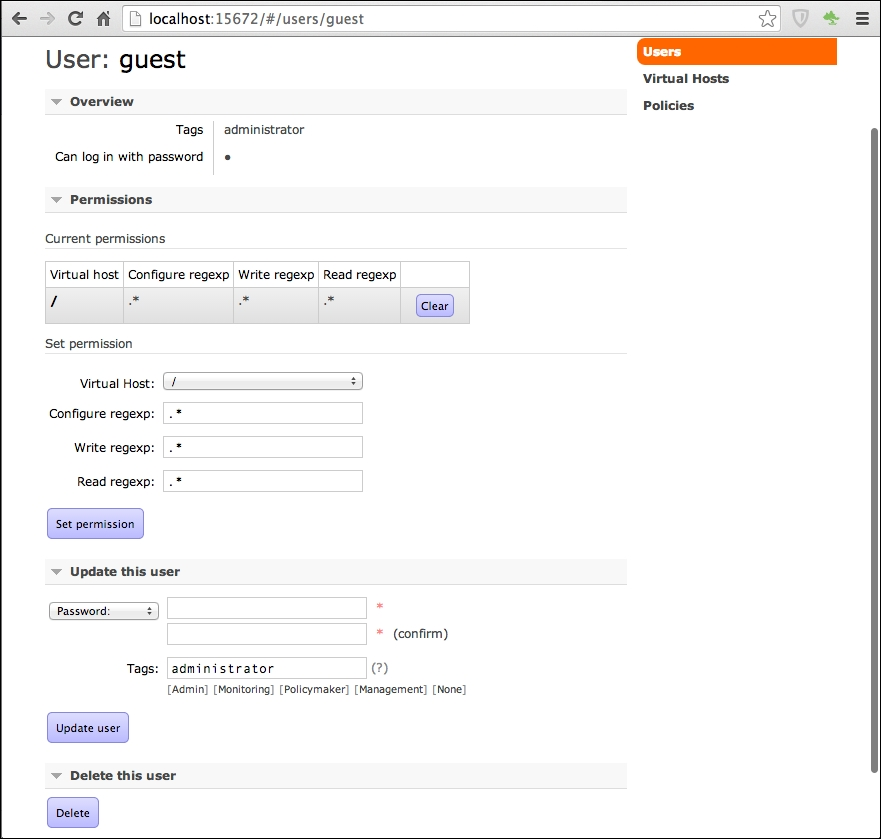 localhost:15672/#/users/guest
User: guest
Users
Virtual Hosts
Policies
Overview
Tags administrator
Can log in with password ●
Permissions
Current permissions
Virtual host Configure regexp Write regexp Read regexp
/ .* .* .* Clear
Set permission
Virtual Host: /
Configure regexp: .*
Write regexp: .*
Read regexp: .*
Set permission
Update this user
Password: *
* (confirm)
Tags: administrator (?)
[Admin] [Monitoring] [Policymaker] [Management] [None]
Update user
Delete this user
Delete